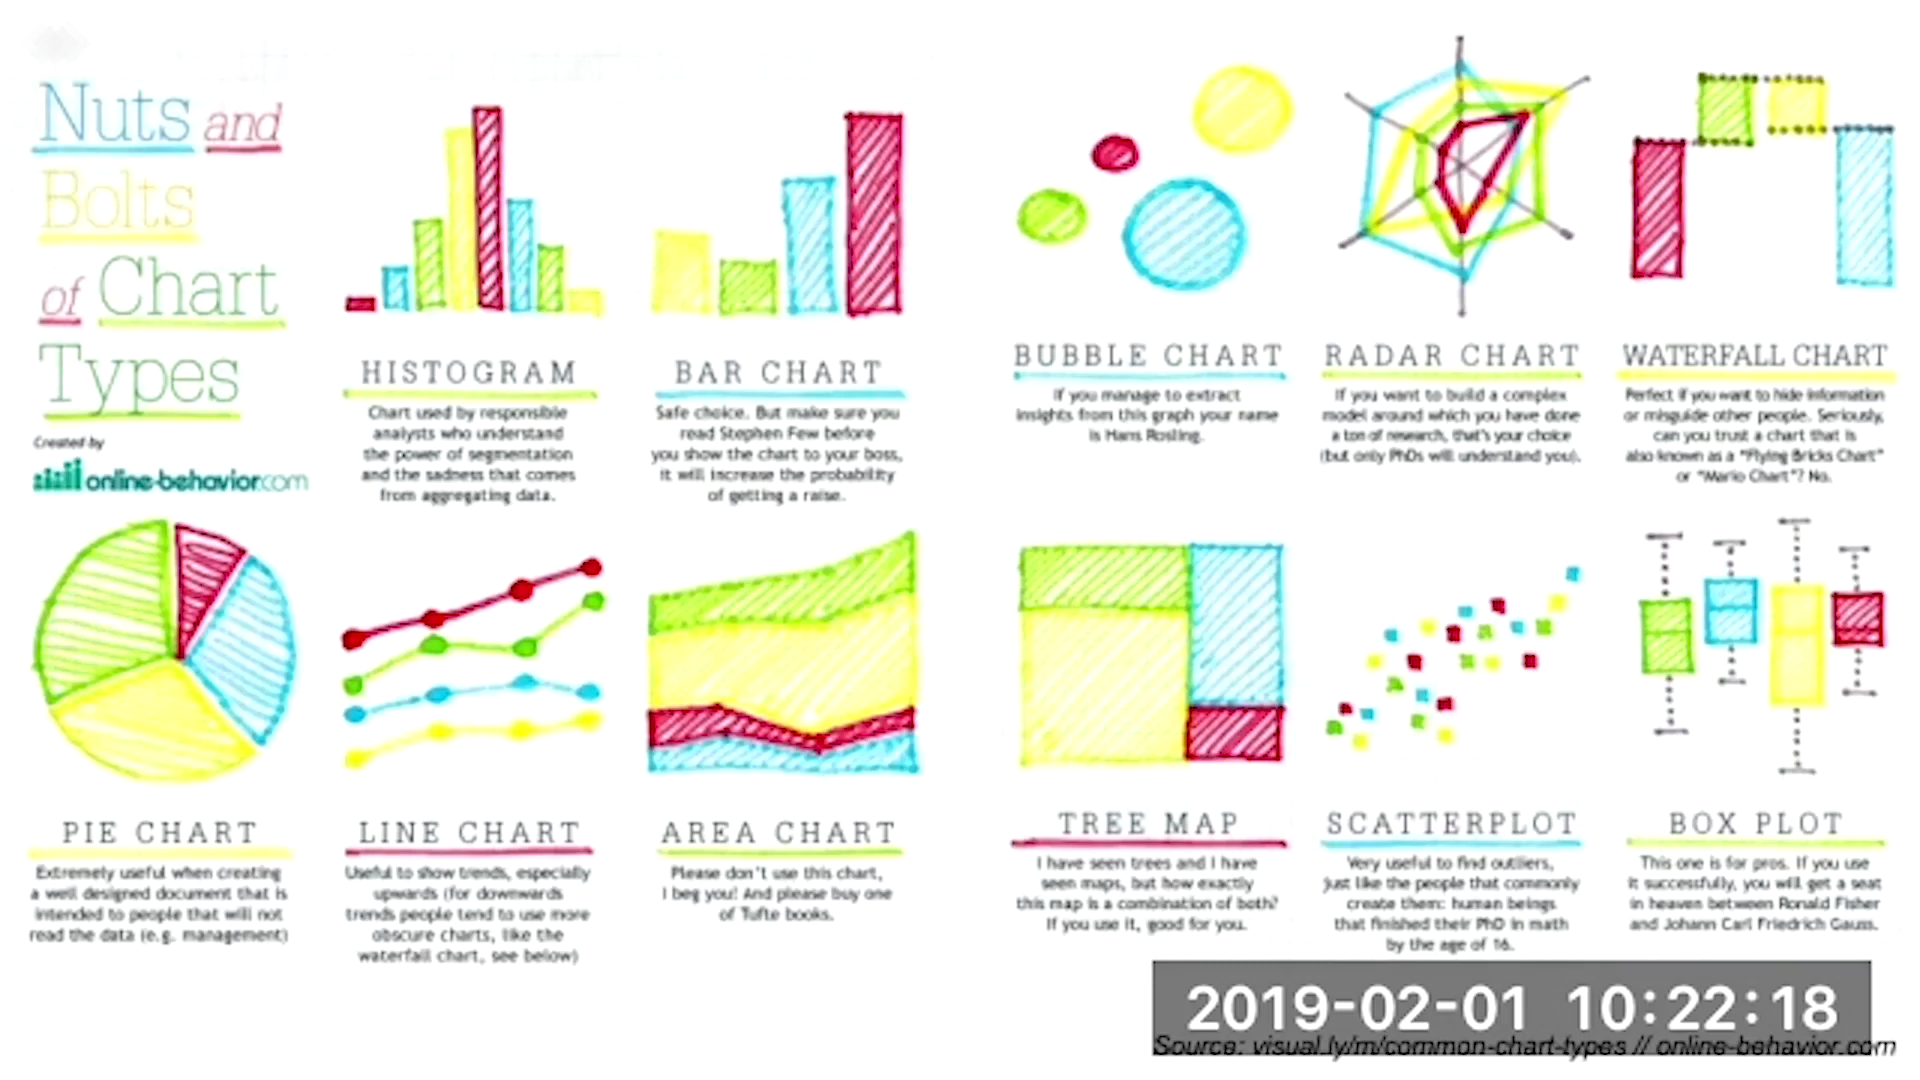 Nuts and
Bolts
of Chart
Types
Created by
online-behavior.com
HISTOGRAM
Chart used by responsible
analysts who understand
the power of segmentation
and the sadness that comes
from aggregating data.
BAR CHART
Safe choice. But make sure you
read Stephen Few before
you show the chart to your boss,
it will increase the probability
of getting a raise.
BUBBLE CHART
If you manage to extract
insights from this graph your name
is Hans Rosling.
RADAR CHART
If you want to build a complex
model around which you have done
a ton of research, that's your choice
(but only PhDs will understand you).
WATERFALL CHART
Perfect if you want to hide information
or misguide other people. Seriously,
can you trust a chart that is
also known as a "Flying Bricks Chart"
or "Mario Chart"? No.
PIE CHART
Extremely useful when creating
a well designed document that is
intended to people that will not
read the data (e.g. management)
LINE CHART
Useful to show trends, especially
upwards (for downwards
trends people tend to use more
obscure charts, like the
waterfall chart, see below)
AREA CHART
Please don't use this chart,
I beg you! And please buy one
of Tufte books.
TREE MAP
I have seen trees and I have
seen maps, but how exactly
this map is a combination of both?
If you use it, good for you.
SCATTERPLOT
Very useful to find outliers,
just like the people that commonly
create them: human beings
that finished their PhD in math
by the age of 16.
BOX PLOT
This one is for pros. If you use
it successfully, you will get a seat
in heaven between Ronald Fisher
and Johann Carl Friedrich Gauss.
2019-02-01 10:22:18
Source: visual.ly/m/common-chart-types // online-behavior.com